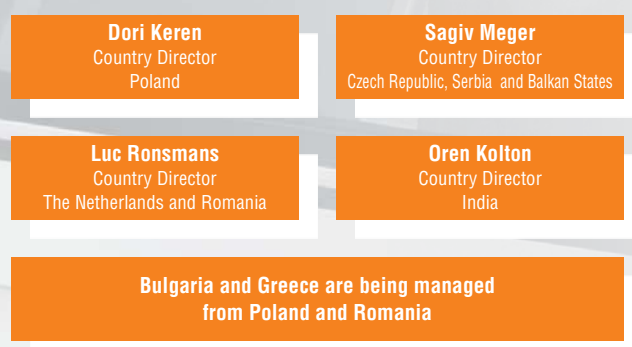 Dori Keren
Country Director
Poland
Sagiv Meger
Country Director
Czech Republic, Serbia and Balkan States
Luc Ronsmans
Country Director
The Netherlands and Romania
Oren Kolton
Country Director
India
Bulgaria and Greece are being managed
from Poland and Romania